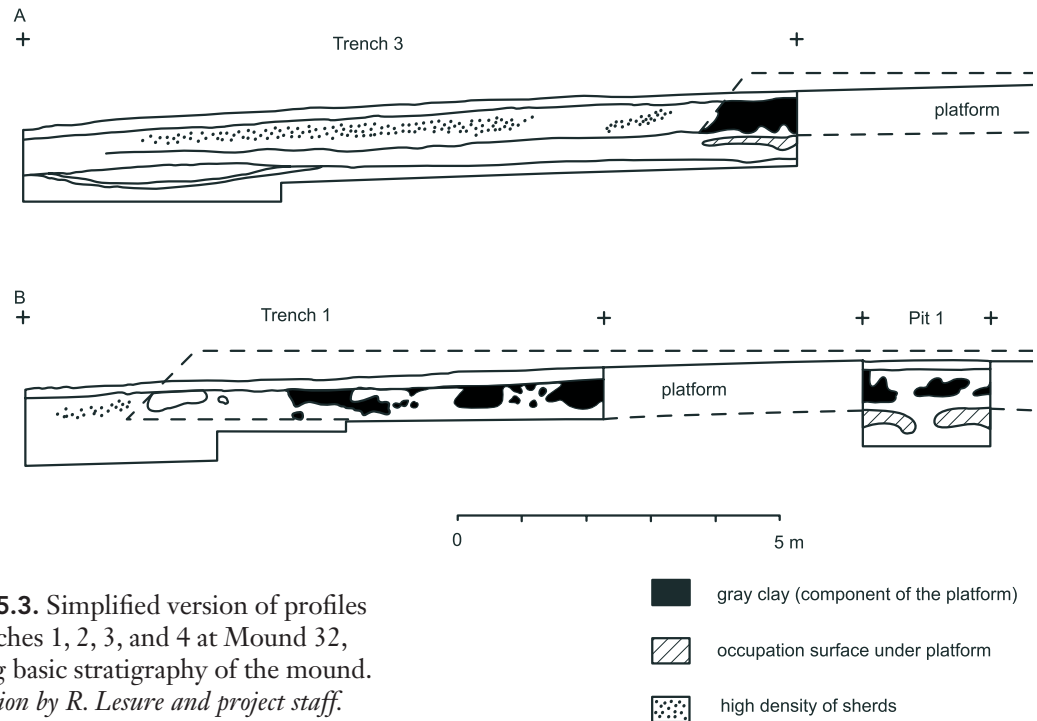 A
Trench 3
platform
B
Trench 1
Pit 1
platform
0
5 m
5.3. Simplified version of profiles
ches 1, 2, 3, and 4 at Mound 32,
g basic stratigraphy of the mound.
ion by R. Lesure and project staff.
gray clay (component of the platform)
occupation surface under platform
high density of sherds